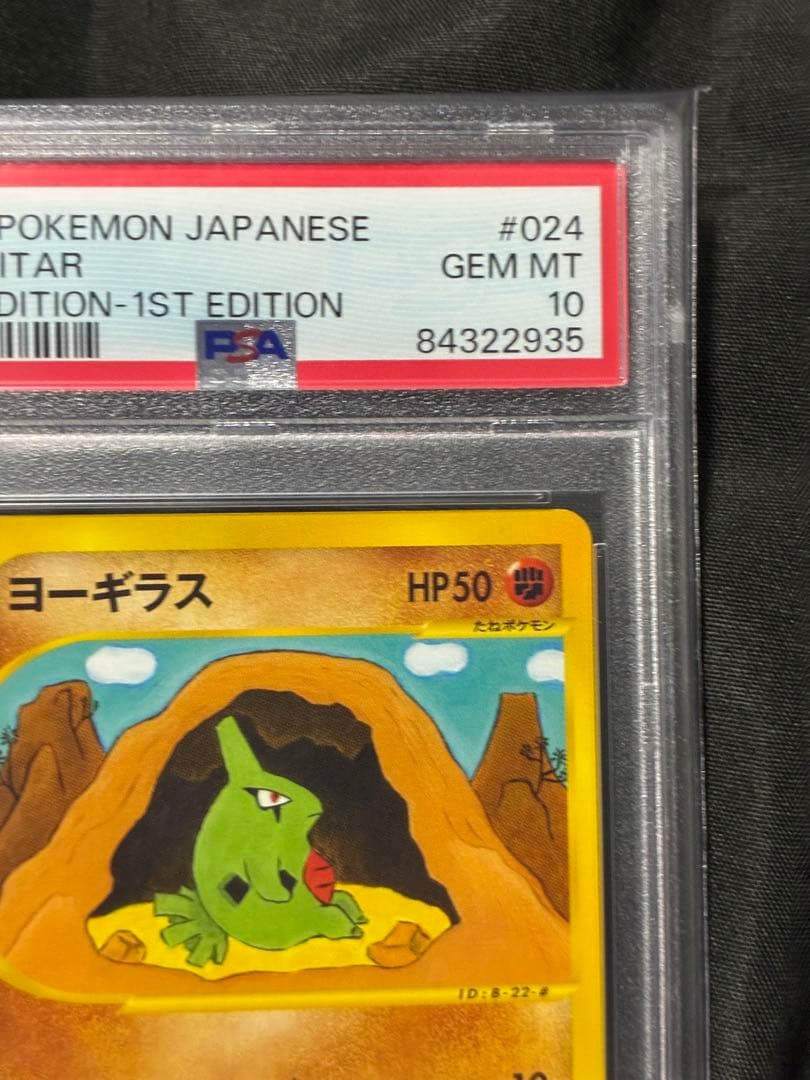 POKEMON JAPANESE #024
ITAR GEM MT
DITION-1ST EDITION 10
PSA 84322935
ヨーギラス HP50
たねポケモン
ID:B-22-#
10